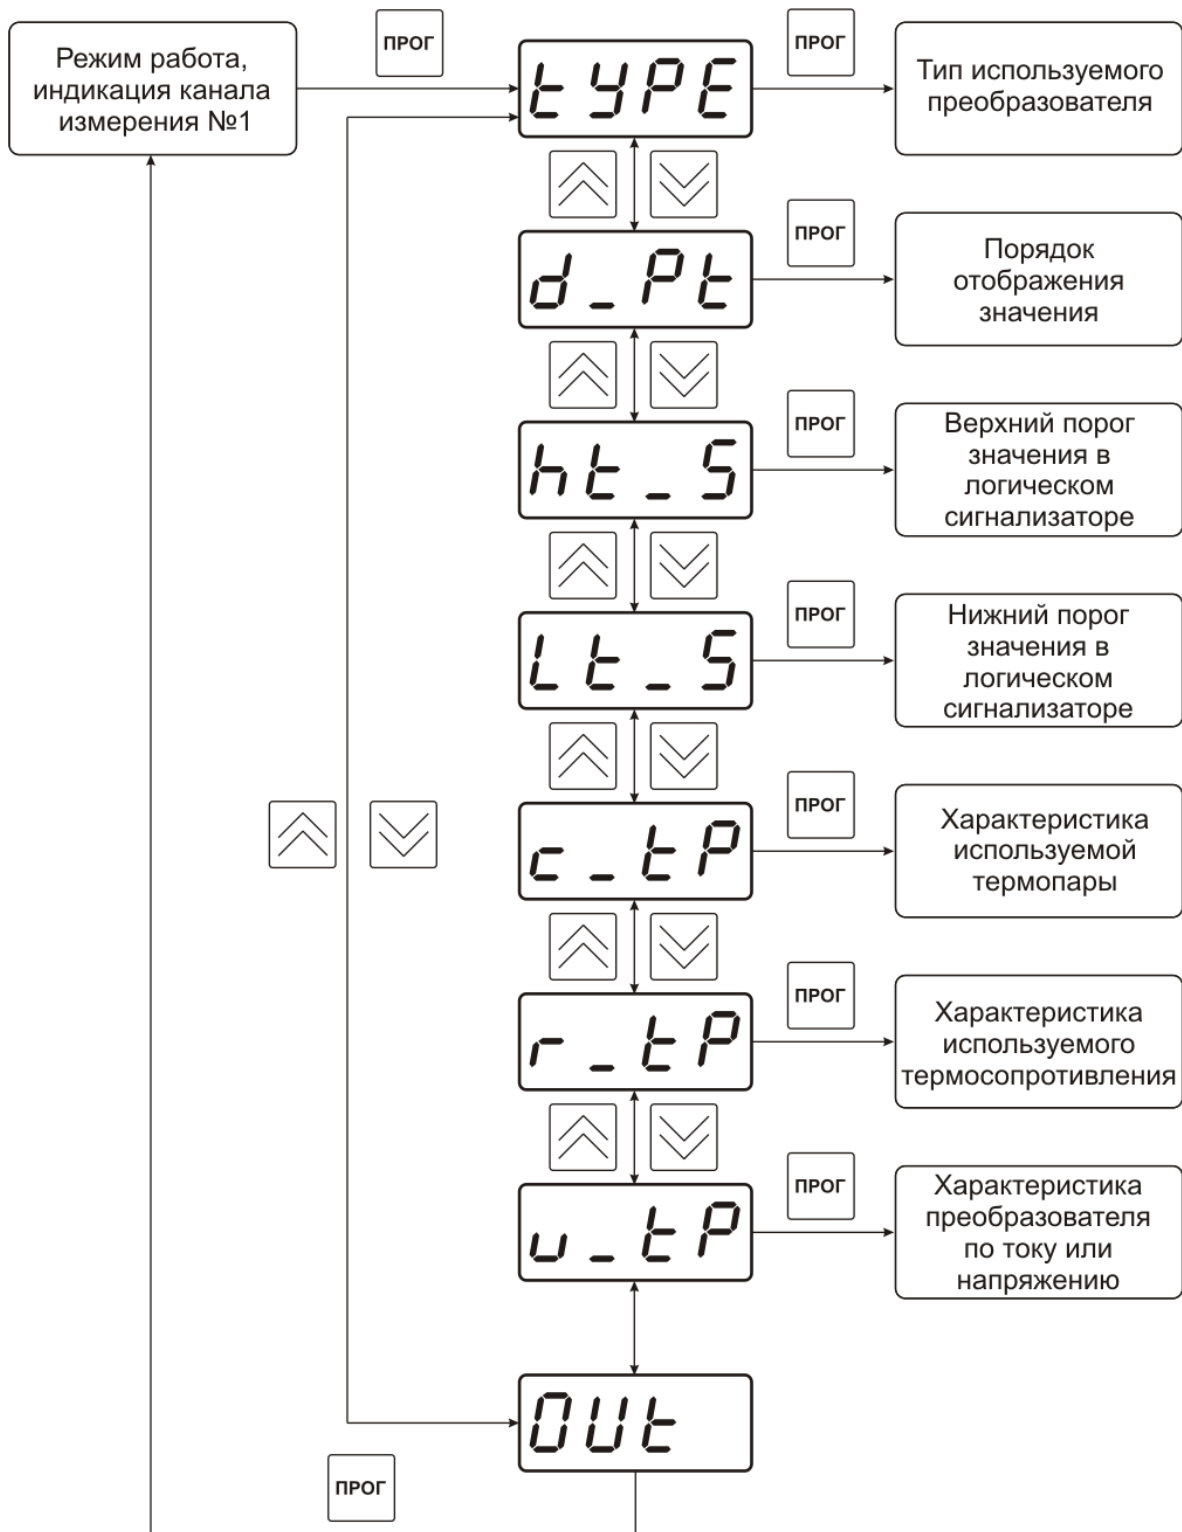 Режим работа,
индикация канала
измерения №1
ПРОГ
tYPE
ПРОГ
Тип используемого
преобразователя
d_Pt
ПРОГ
Порядок
отображения
значения
ht_S
ПРОГ
Верхний порог
значения в
логическом
сигнализаторе
Lt_S
ПРОГ
Нижний порог
значения в
логическом
сигнализаторе
c_tP
ПРОГ
Характеристика
используемой
термопары
r_tP
ПРОГ
Характеристика
используемого
термосопротивления
u_tP
ПРОГ
Характеристика
преобразователя
по току или
напряжению
OUt
ПРОГ